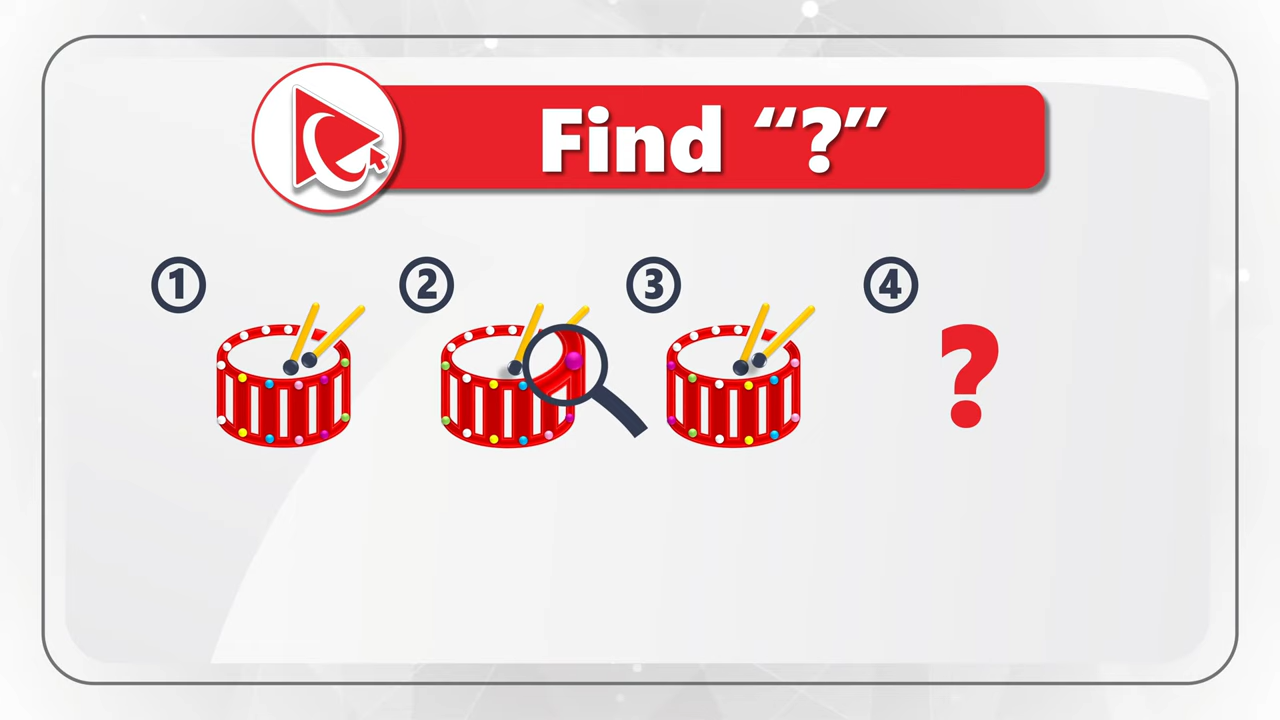 Find “?”
① ② ③ ④
?